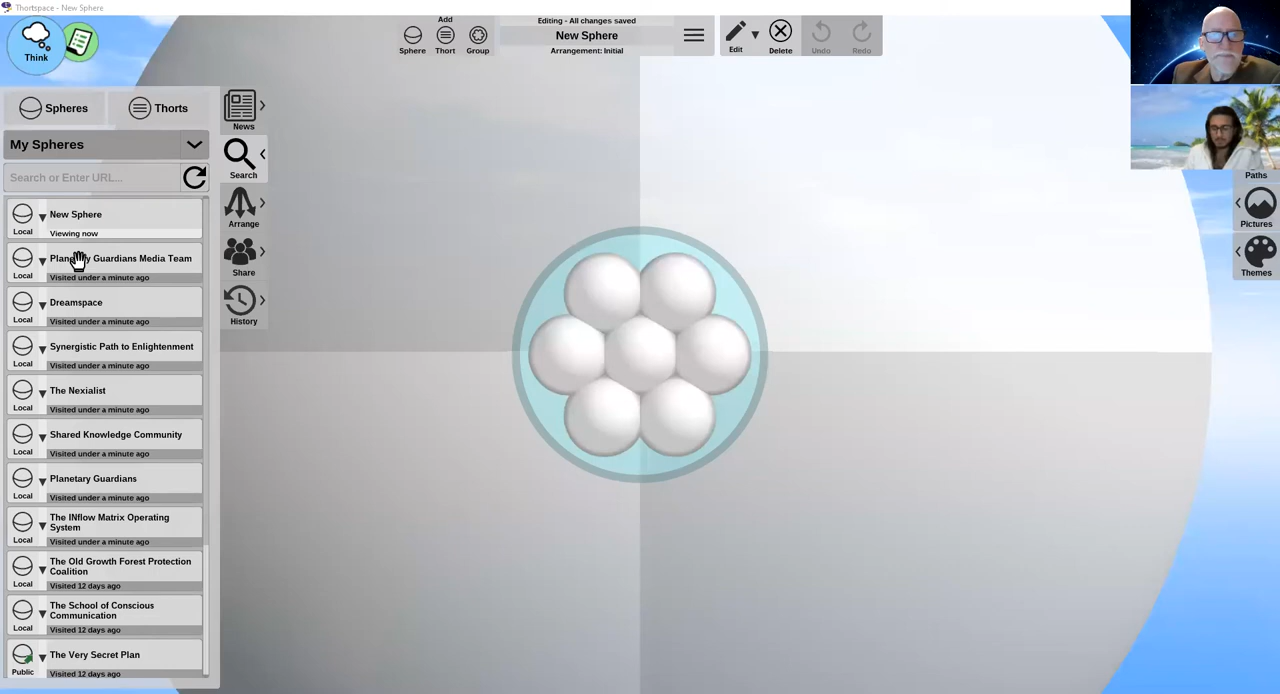 Thortspace - New Sphere
Think
Add
Sphere
Thort
Group
Editing - All changes saved
New Sphere
Arrangement: Initial
Edit
Delete
Undo
Redo
Spheres
Thorts
My Spheres
Search or Enter URL...
News
Search
Arrange
Share
History
Paths
Pictures
Themes
Local
New Sphere
Viewing now
Local
Planetary Guardians Media Team
Visited under a minute ago
Local
Dreamspace
Visited under a minute ago
Local
Synergistic Path to Enlightenment
Visited under a minute ago
Local
The Nexialist
Visited under a minute ago
Local
Shared Knowledge Community
Visited under a minute ago
Local
Planetary Guardians
Visited under a minute ago
Local
The INflow Matrix Operating
System
Visited under a minute ago
Local
The Old Growth Forest Protection
Coalition
Visited 12 days ago
Local
The School of Conscious
Communication
Visited 12 days ago
Public
The Very Secret Plan
Visited 12 days ago